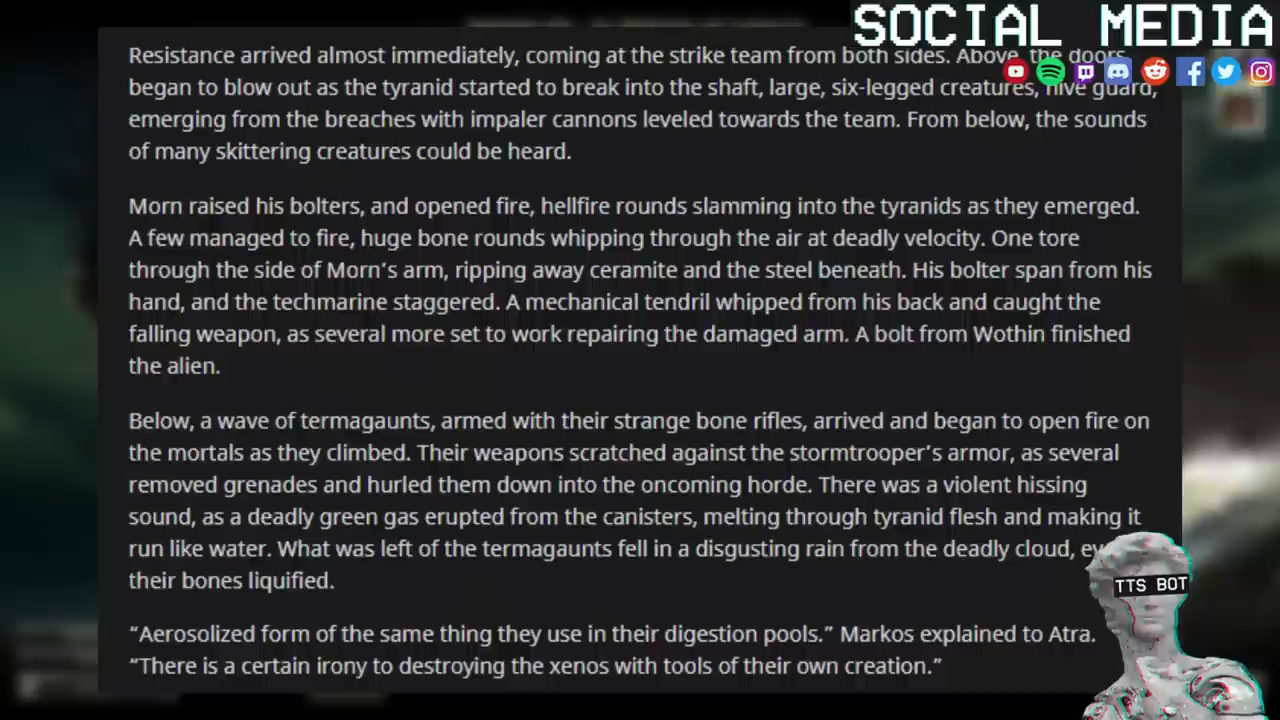 SOCIAL MEDIA
Resistance arrived almost immediately, coming at the strike team from both sides. Above, the doors
began to blow out as the tyranid started to break into the shaft, large, six-legged creatures, hive guard,
emerging from the breaches with impaler cannons leveled towards the team. From below, the sounds
of many skittering creatures could be heard.
Morn raised his bolters, and opened fire, hellfire rounds slamming into the tyranids as they emerged.
A few managed to fire, huge bone rounds whipping through the air at deadly velocity. One tore
through the side of Morn’s arm, ripping away ceramite and the steel beneath. His bolter span from his
hand, and the techmarine staggered. A mechanical tendril whipped from his back and caught the
falling weapon, as several more set to work repairing the damaged arm. A bolt from Wothin finished
the alien.
Below, a wave of termagaunts, armed with their strange bone rifles, arrived and began to open fire on
the mortals as they climbed. Their weapons scratched against the stormtrooper’s armor, as several
removed grenades and hurled them down into the oncoming horde. There was a violent hissing
sound, as a deadly green gas erupted from the canisters, melting through tyranid flesh and making it
run like water. What was left of the termagaunts fell in a disgusting rain from the deadly cloud,
their bones liquified.
“Aerosolized form of the same thing they use in their digestion pools.” Markos explained to Atra.
“There is a certain irony to destroying the xenos with tools of their own creation.”
TTS BOT